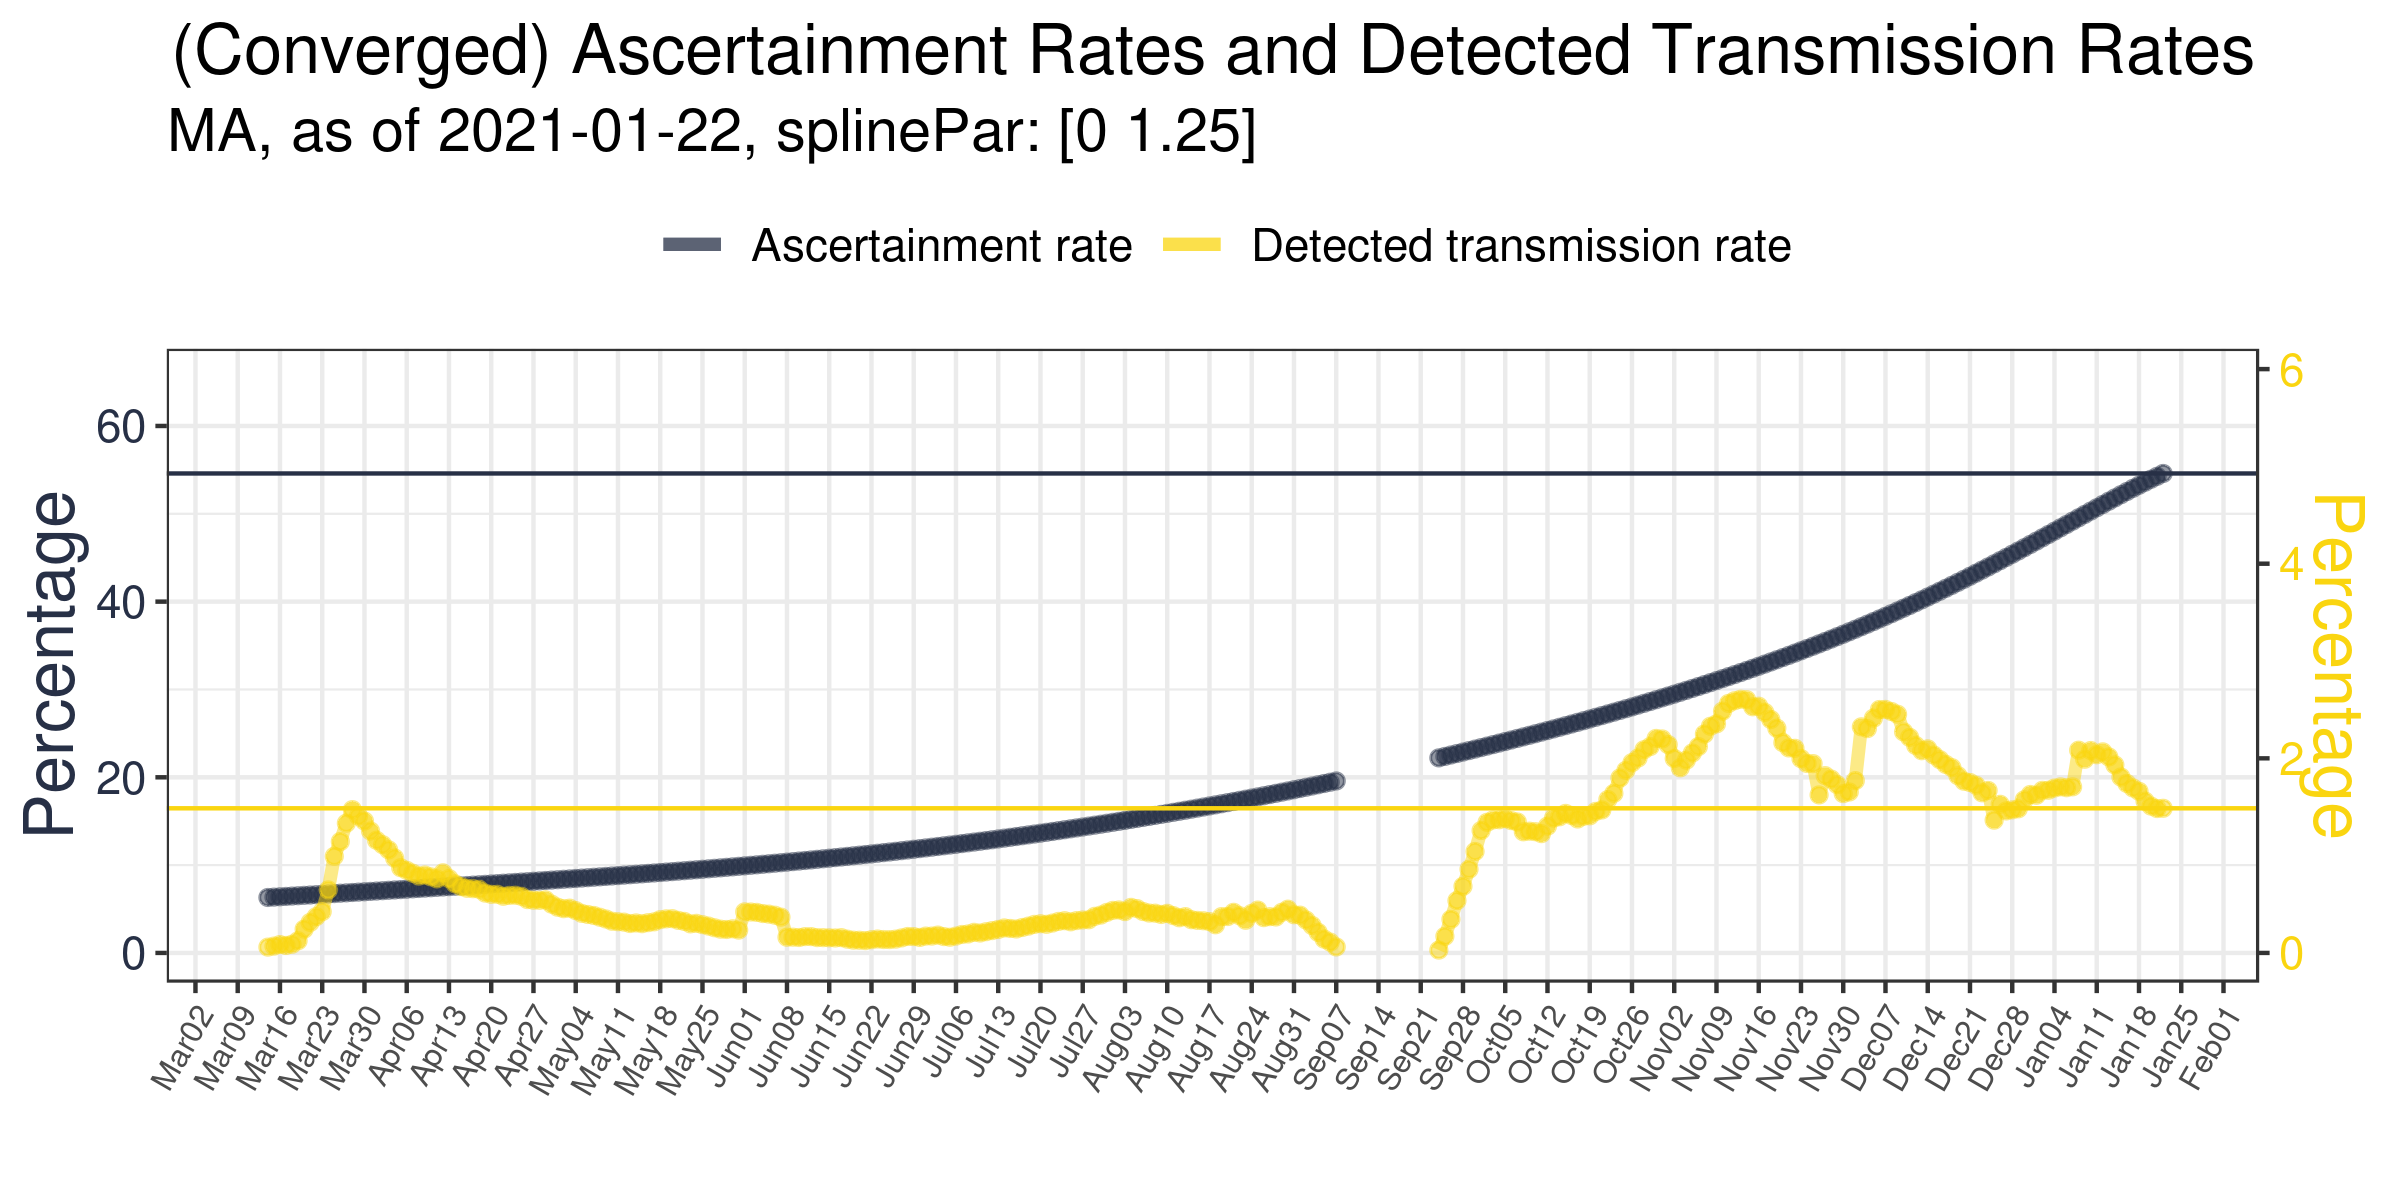 (Converged) Ascertainment Rates and Detected Transmission Rates
MA, as of 2021-01-22, splinePar: [0 1.25]
Ascertainment rate Detected transmission rate
Percentage
60
40
20
0
6
4
2
0
Percentage
Mar02 Mar09 Mar16 Mar23 Mar30 Apr06 Apr13 Apr20 Apr27 May04 May11 May18 May25 Jun01 Jun08 Jun15 Jun22 Jun29 Jul06 Jul13 Jul20 Jul27 Aug03 Aug10 Aug17 Aug24 Aug31 Sep07 Sep14 Sep21 Sep28 Oct05 Oct12 Oct19 Oct26 Nov02 Nov09 Nov16 Nov23 Nov30 Dec07 Dec14 Dec21 Dec28 Jan04 Jan11 Jan18 Jan25 Feb01